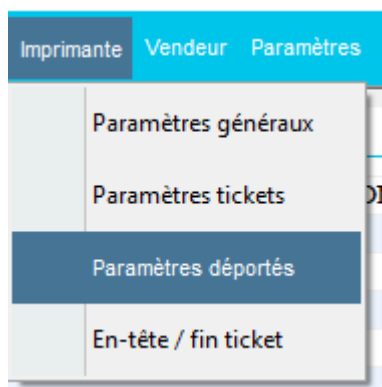 Imprimante Vendeur Paramètres
Paramètres généraux
Paramètres tickets
Paramètres déportés
En-tête / fin ticket